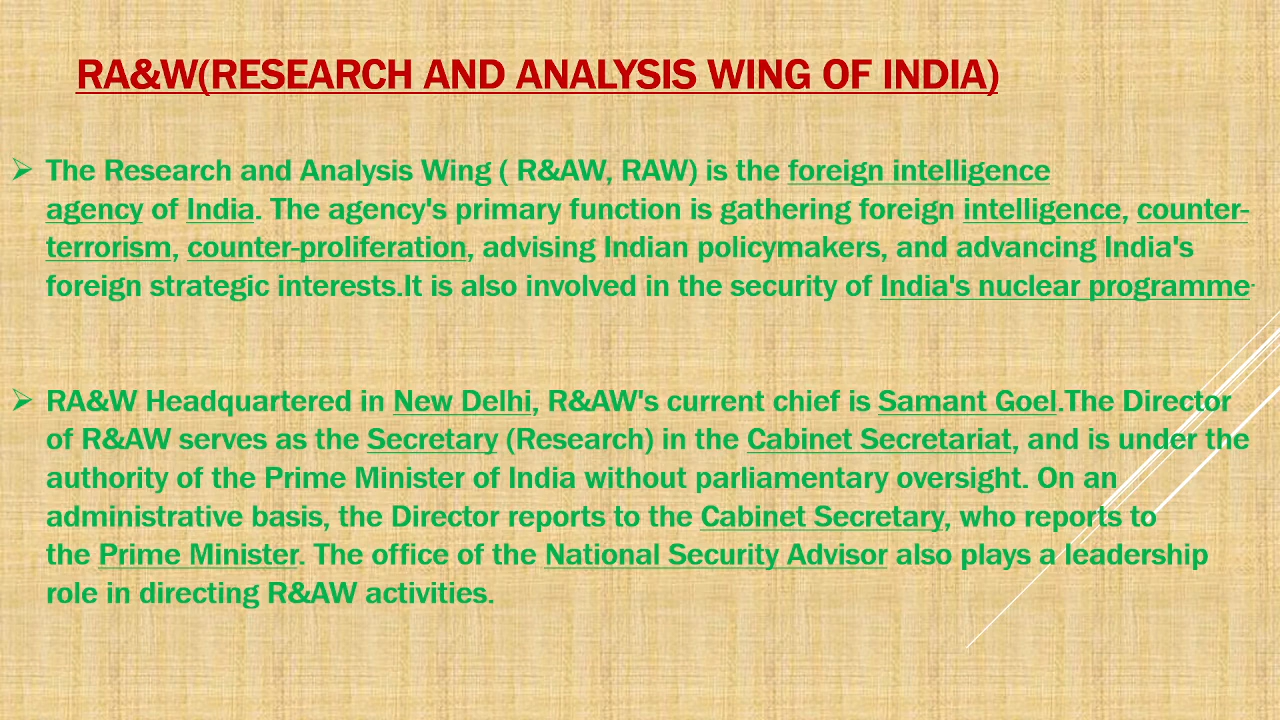 RA&W(RESEARCH AND ANALYSIS WING OF INDIA)
➢ The Research and Analysis Wing ( R&AW, RAW) is the foreign intelligence
agency of India. The agency's primary function is gathering foreign intelligence, counter-
terrorism, counter-proliferation, advising Indian policymakers, and advancing India's
foreign strategic interests.It is also involved in the security of India's nuclear programme.
➢ RA&W Headquartered in New Delhi, R&AW's current chief is Samant Goel.The Director
of R&AW serves as the Secretary (Research) in the Cabinet Secretariat, and is under the
authority of the Prime Minister of India without parliamentary oversight. On an
administrative basis, the Director reports to the Cabinet Secretary, who reports to
the Prime Minister. The office of the National Security Advisor also plays a leadership
role in directing R&AW activities.